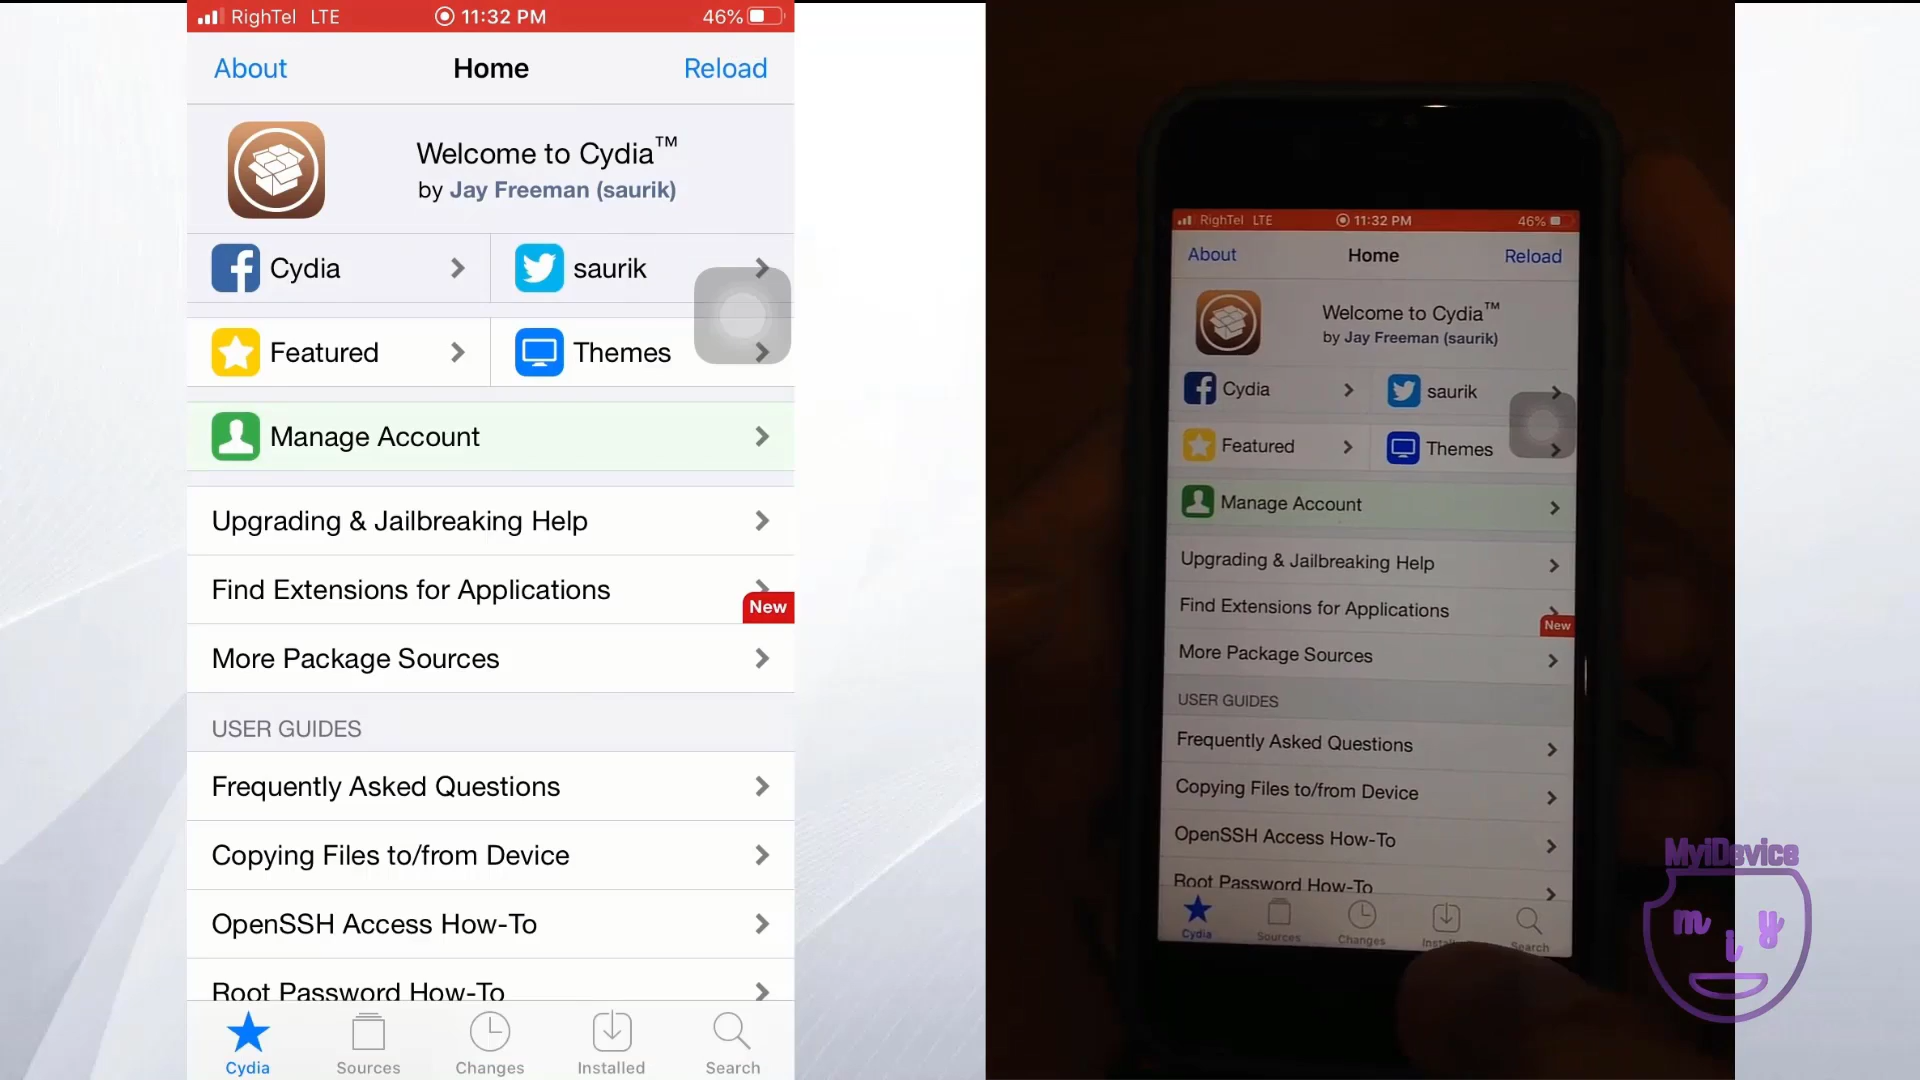 RighTel LTE 11:32 PM 46%
About Home Reload
Welcome to Cydia™
by Jay Freeman (saurik)
Cydia saurik
Featured Themes
Manage Account
Upgrading & Jailbreaking Help
Find Extensions for Applications
New
More Package Sources
USER GUIDES
Frequently Asked Questions
Copying Files to/from Device
OpenSSH Access How-To
Root Password How-To
Cydia Sources Changes Installed Search
RighTel LTE 11:32 PM 46%
About Home Reload
Welcome to Cydia™
by Jay Freeman (saurik)
Cydia saurik
Featured Themes
Manage Account
Upgrading & Jailbreaking Help
Find Extensions for Applications
New
More Package Sources
USER GUIDES
Frequently Asked Questions
Copying Files to/from Device
OpenSSH Access How-To
Root Password How-To
Cydia Sources Changes Search
MyiDevice
m i y